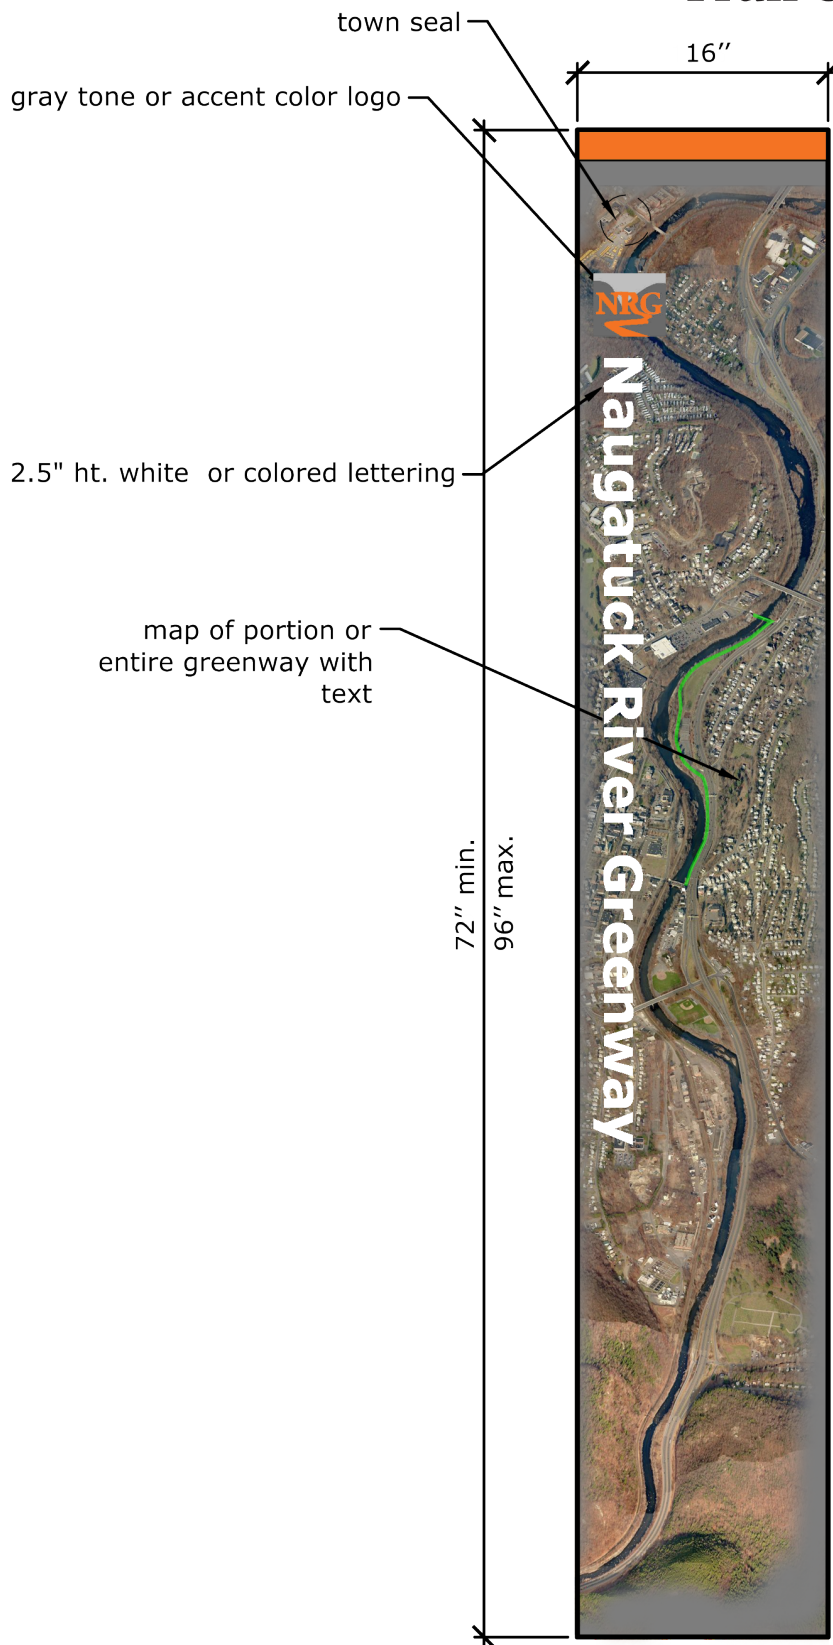 town seal
16″
gray tone or accent color logo
NRG
2.5" ht. white or colored lettering
Naugatuck River Greenway
map of portion or
entire greenway with
text
72″ min.
96″ max.